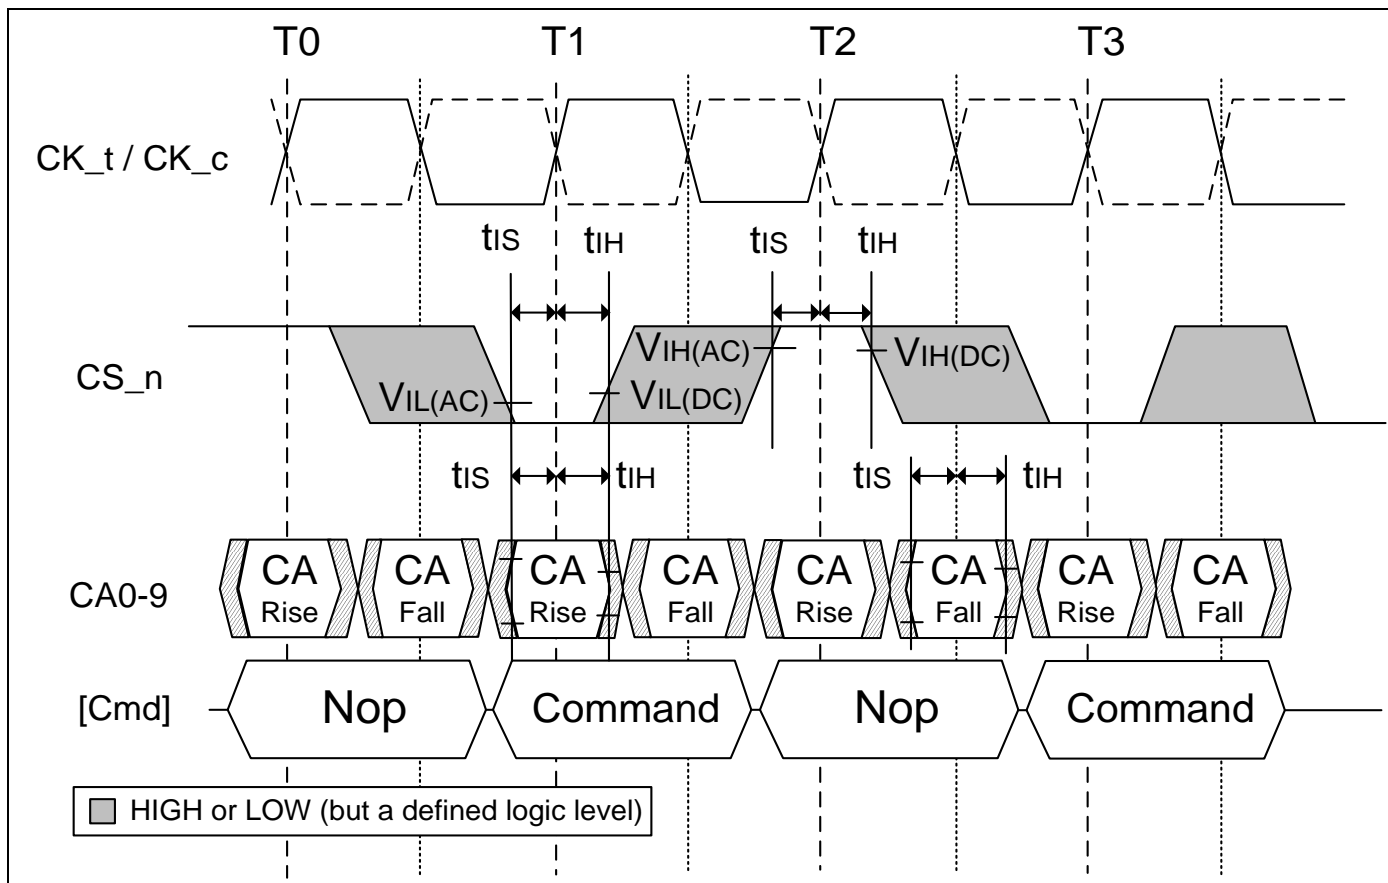 T0 T1 T2 T3
CK_t / CK_c
tIS tIH tIS tIH
VIH(AC) VIH(DC)
CS_n VIL(AC) VIL(DC)
tIS tIH tIS tIH
CA CA CA CA CA CA CA CA
CA0-9
Rise Fall Rise Fall Rise Fall Rise Fall
[Cmd] Nop Command Nop Command
HIGH or LOW (but a defined logic level)